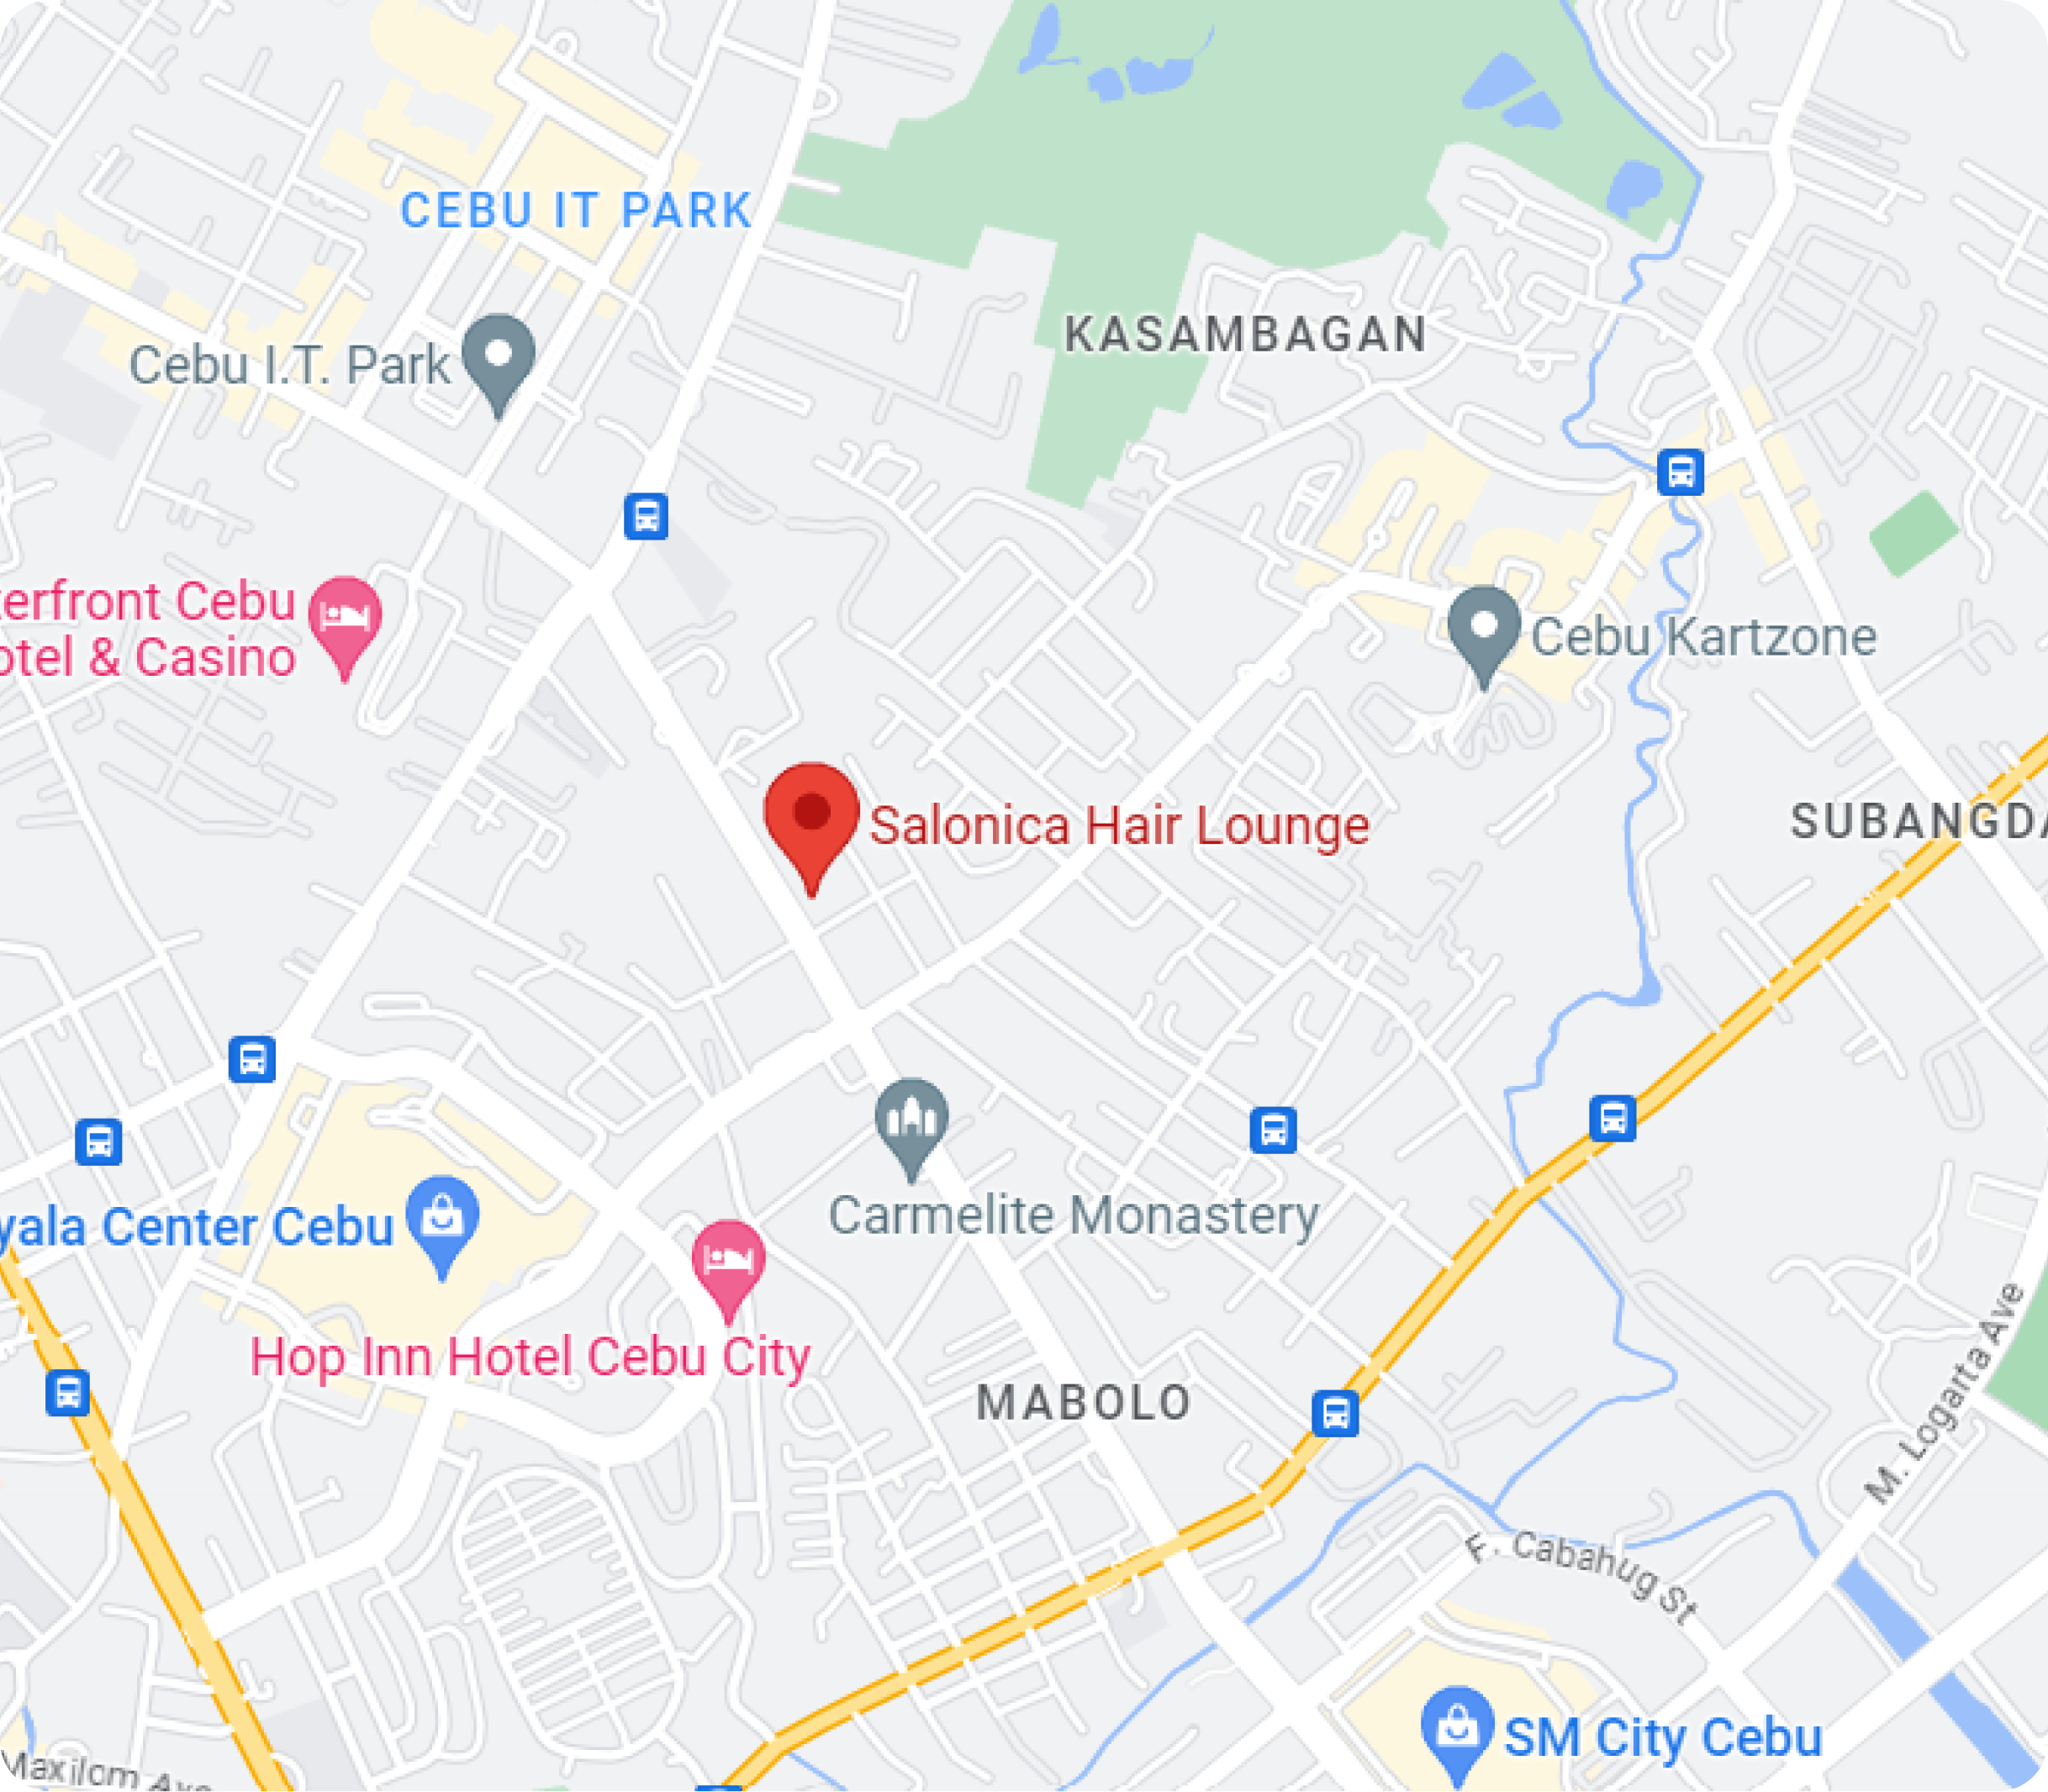 CEBU IT PARK
KASAMBAGAN
Cebu I.T. Park
terfront Cebu
otel & Casino
Cebu Kartzone
Salonica Hair Lounge
SUBANGDA
yala Center Cebu
Carmelite Monastery
Hop Inn Hotel Cebu City
MABOLO
M. Logarta Ave
F. Cabahug St
SM City Cebu
Maxilom Ave